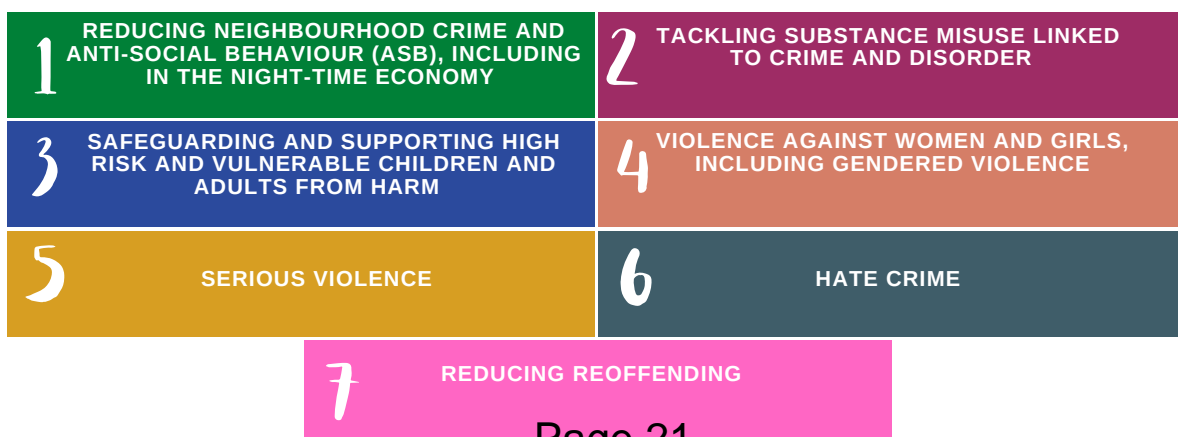 1
REDUCING NEIGHBOURHOOD CRIME AND
ANTI-SOCIAL BEHAVIOUR (ASB), INCLUDING
IN THE NIGHT-TIME ECONOMY
2
TACKLING SUBSTANCE MISUSE LINKED
TO CRIME AND DISORDER
3
SAFEGUARDING AND SUPPORTING HIGH
RISK AND VULNERABLE CHILDREN AND
ADULTS FROM HARM
4
VIOLENCE AGAINST WOMEN AND GIRLS,
INCLUDING GENDERED VIOLENCE
5
SERIOUS VIOLENCE
6
HATE CRIME
7
REDUCING REOFFENDING
Page 21